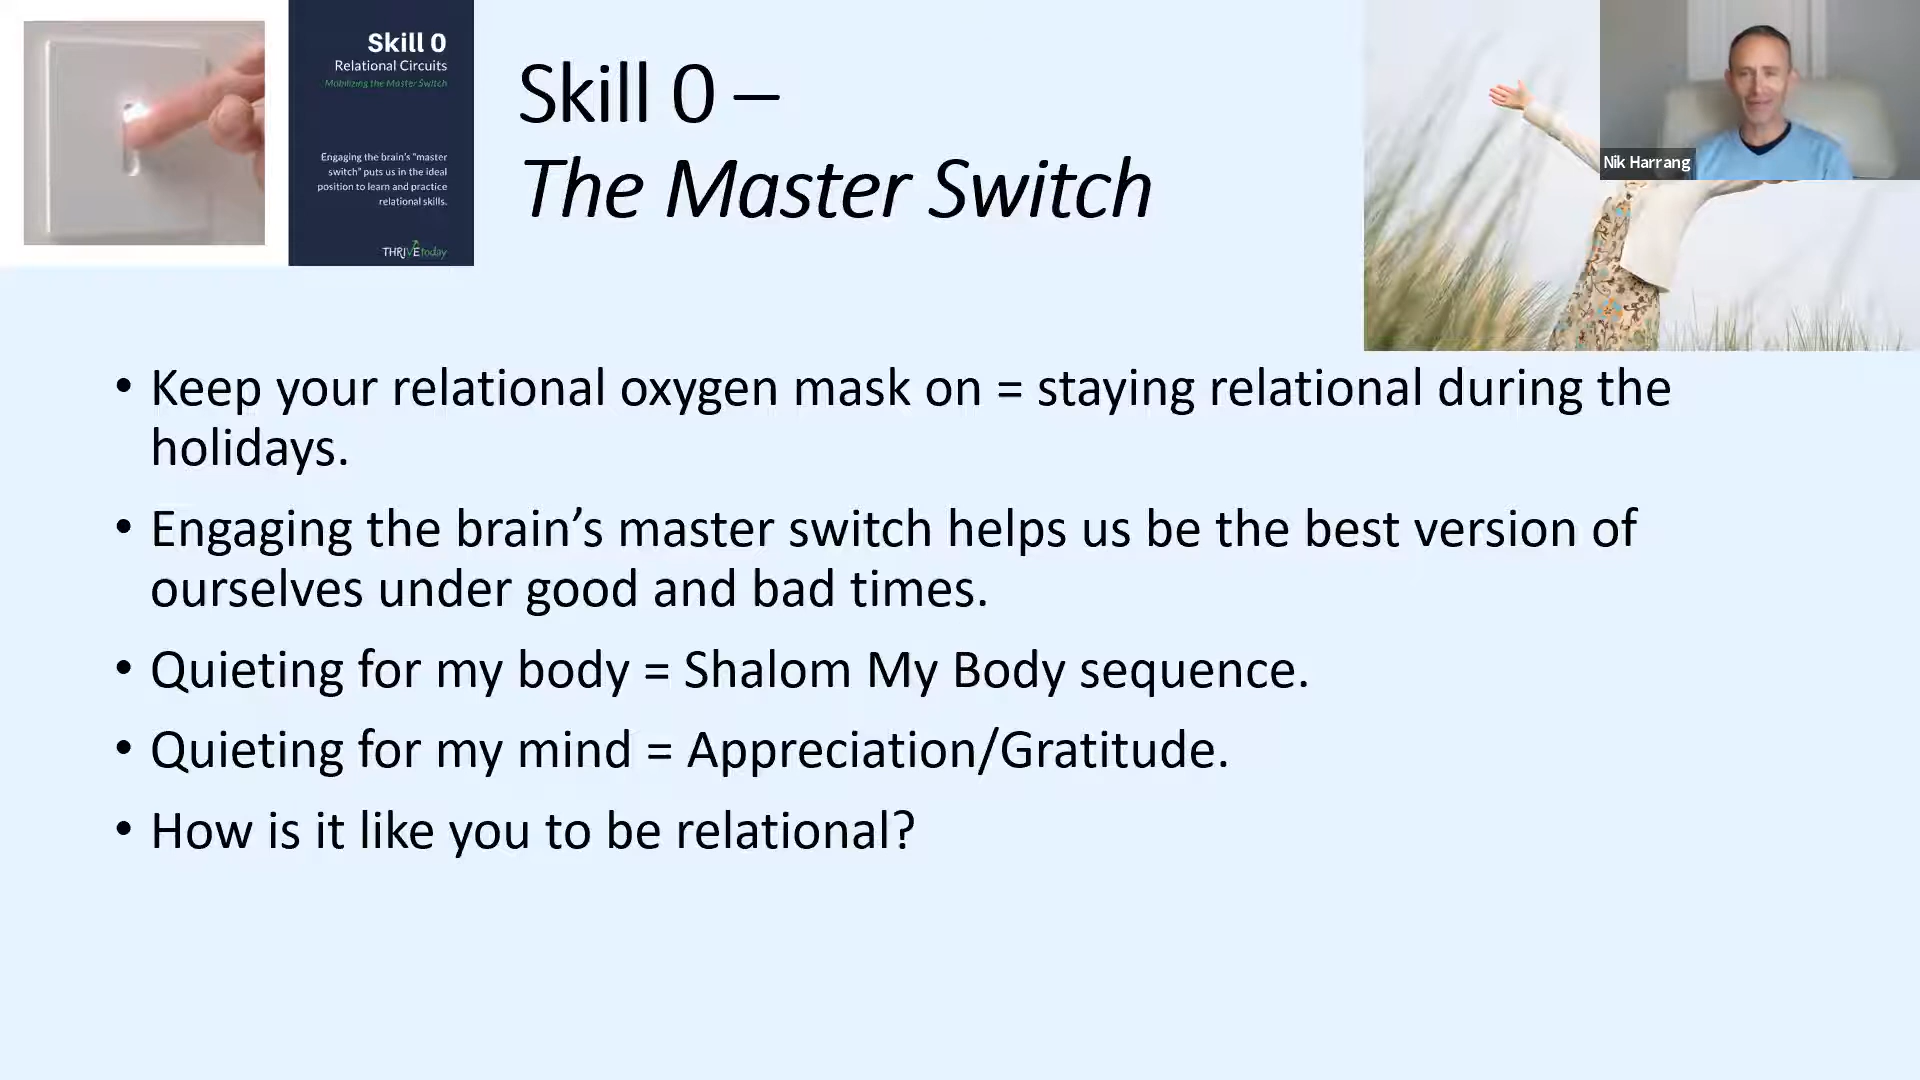 Skill 0
Relational Circuits
Mobilizing the Master Switch
Engaging the brain's "master
switch" puts us in the ideal
position to learn and practice
relational skills.
THRIVEtoday
Skill 0 –
The Master Switch
Nik Harrang
• Keep your relational oxygen mask on = staying relational during the
holidays.
• Engaging the brain’s master switch helps us be the best version of
ourselves under good and bad times.
• Quieting for my body = Shalom My Body sequence.
• Quieting for my mind = Appreciation/Gratitude.
• How is it like you to be relational?